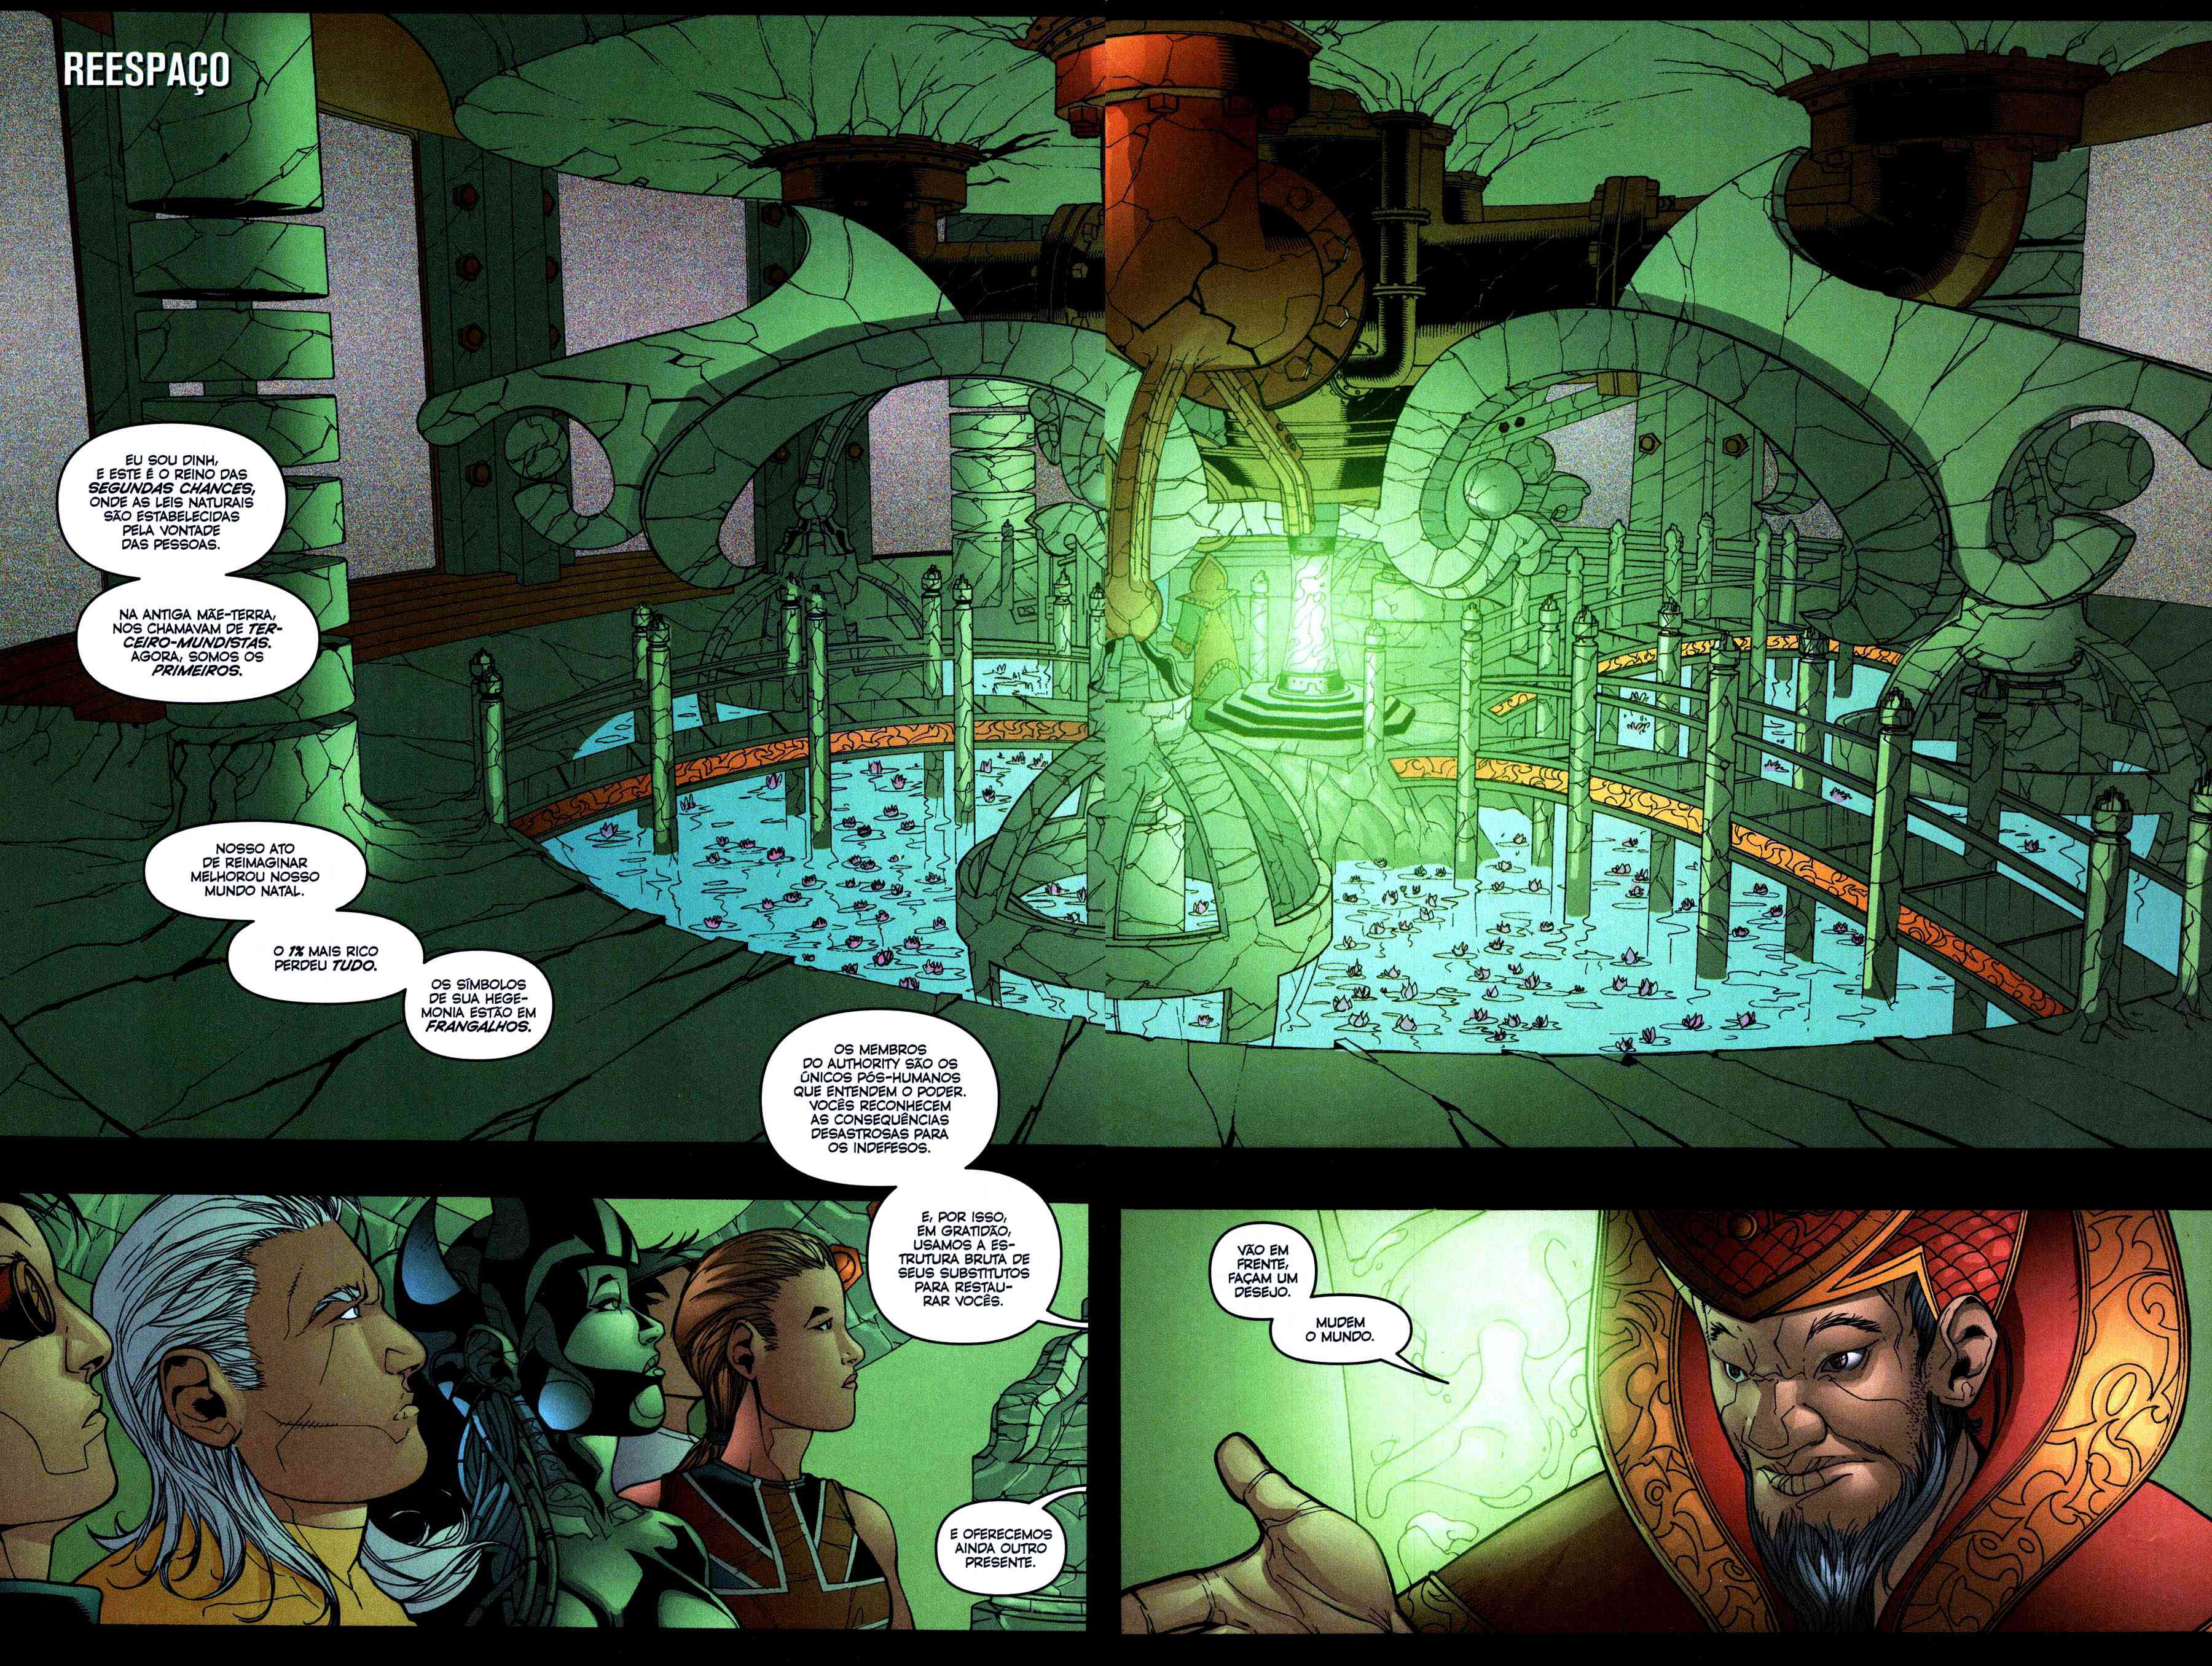 REESPAÇO
EU SOU DINH,
E ESTE É O REINO DAS
SEGUNDAS CHANCES,
ONDE AS LEIS NATURAIS
SÃO ESTABELECIDAS
PELA VONTADE
DAS PESSOAS.
NA ANTIGA MÃE-TERRA,
NOS CHAMAVAM DE TER-
CEIRO-MUNDISTAS.
AGORA, SOMOS OS
PRIMEIROS.
NOSSO ATO
DE REIMAGINAR
MELHOROU NOSSO
MUNDO NATAL.
O 1% MAIS RICO
PERDEU TUDO.
OS SÍMBOLOS
DE SUA HEGE-
MONIA ESTÃO EM
FRANGALHOS.
OS MEMBROS
DO AUTHORITY SÃO OS
ÚNICOS PÓS-HUMANOS
QUE ENTENDEM O PODER.
VOCÊS RECONHECEM
AS CONSEQUÊNCIAS
DESASTROSAS PARA
OS INDEFESOS.
E, POR ISSO,
EM GRATIDÃO,
USAMOS A ES-
TRUTURA BRUTA DE
SEUS SUBSTITUTOS
PARA RESTAU-
RAR VOCÊS.
E OFERECEMOS
AINDA OUTRO
PRESENTE.
VÃO EM
FRENTE,
FAÇAM UM
DESEJO.
MUDEM
O MUNDO.